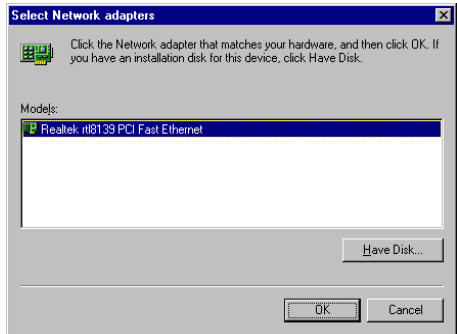 Select Network adapters
Click the Network adapter that matches your hardware, and then click OK. If
you have an installation disk for this device, click Have Disk.
Models:
Realtek rtl8139 PCI Fast Ethernet
Have Disk...
OK
Cancel